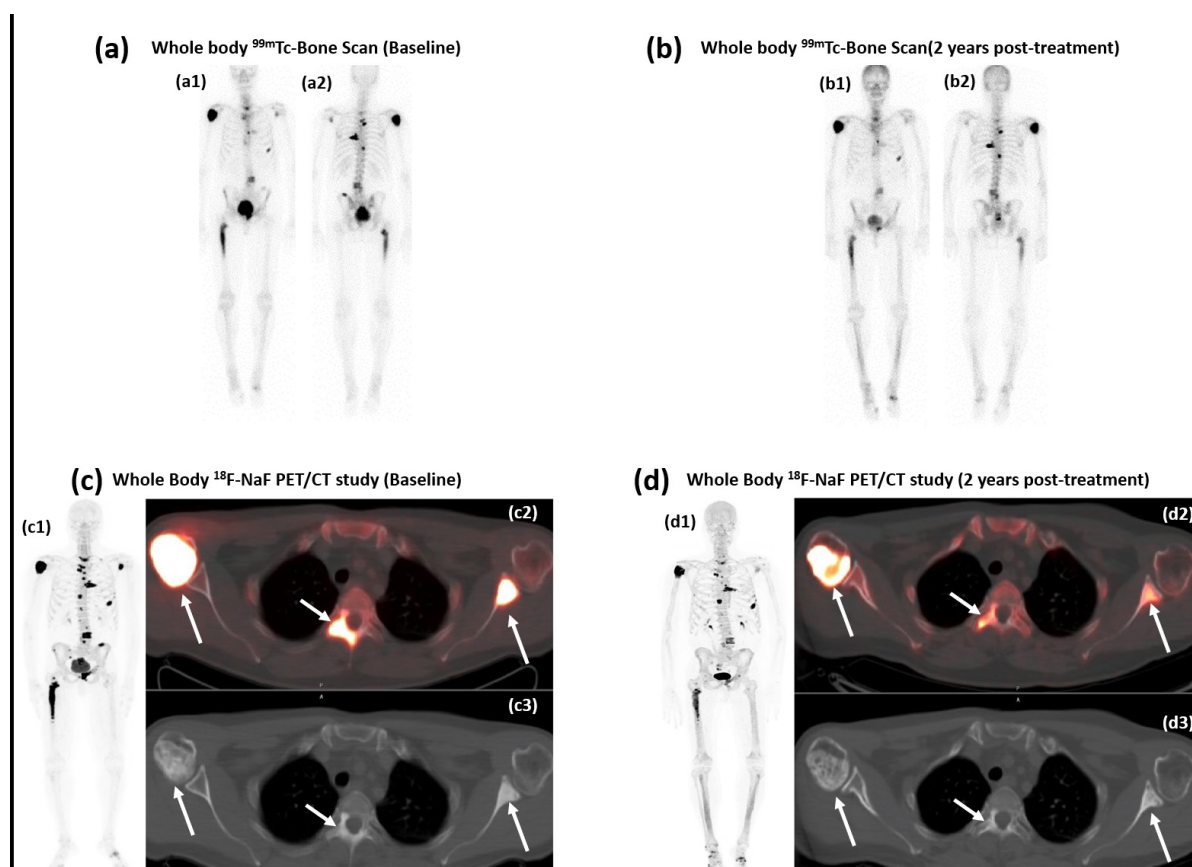 (a) Whole body ⁹⁹ᵐTc-Bone Scan (Baseline)
(a1)
(a2)
(b) Whole body ⁹⁹ᵐTc-Bone Scan(2 years post-treatment)
(b1)
(b2)
(c) Whole Body ¹⁸F-NaF PET/CT study (Baseline)
(c1)
(c2)
(c3)
(d) Whole Body ¹⁸F-NaF PET/CT study (2 years post-treatment)
(d1)
(d2)
(d3)